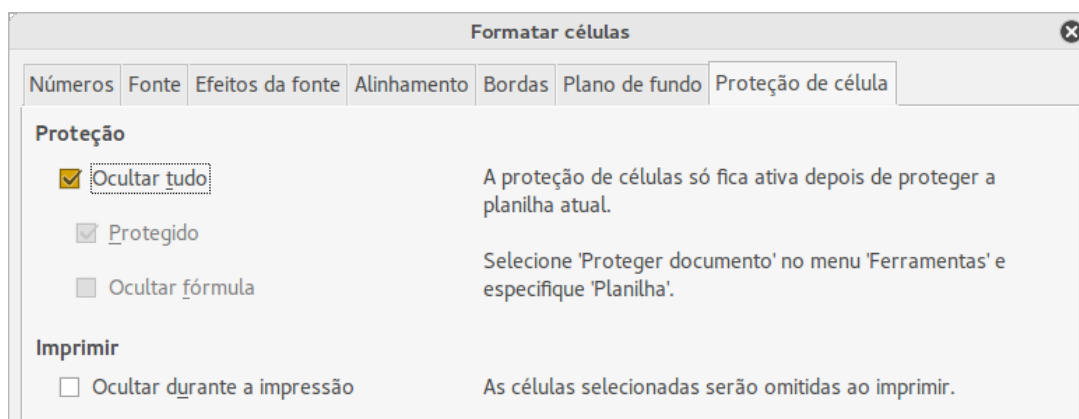 Formatar células
Números Fonte Efeitos da fonte Alinhamento Bordas Plano de fundo Proteção de célula
Proteção
Ocultar tudo
A proteção de células só fica ativa depois de proteger a
planilha atual.
Protegido
Selecione 'Proteger documento' no menu 'Ferramentas' e
especifique 'Planilha'.
Ocultar fórmula
Imprimir
Ocultar durante a impressão
As células selecionadas serão omitidas ao imprimir.